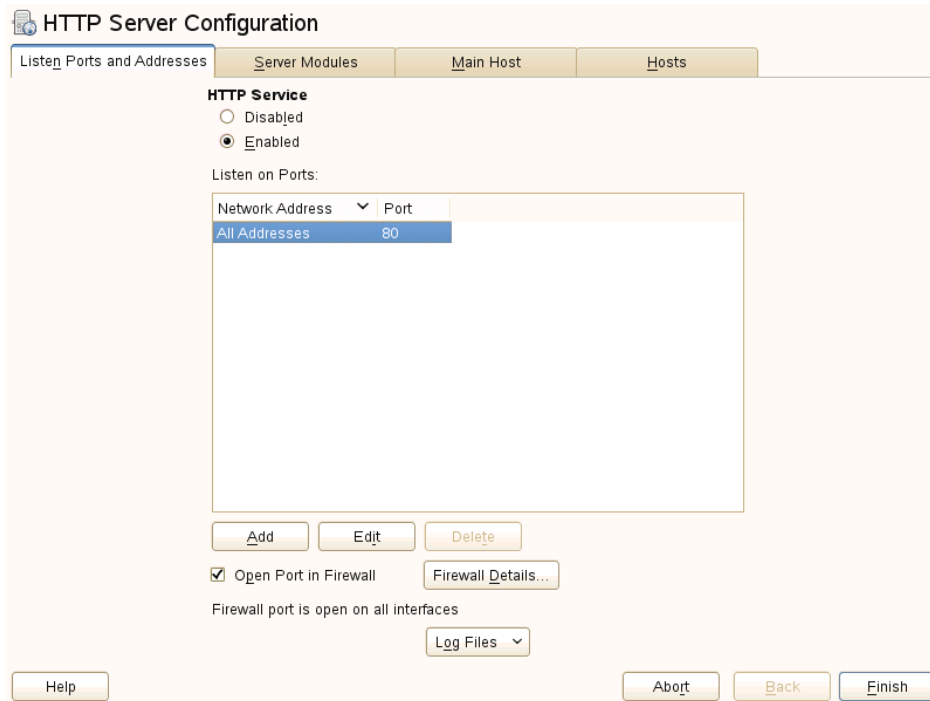 HTTP Server Configuration
Listen Ports and Addresses Server Modules Main Host Hosts
HTTP Service
Disabled
Enabled
Listen on Ports:
Network Address Port
All Addresses 80
Add Edit Delete
Open Port in Firewall Firewall Details...
Firewall port is open on all interfaces
Log Files
Help Abort Back Finish